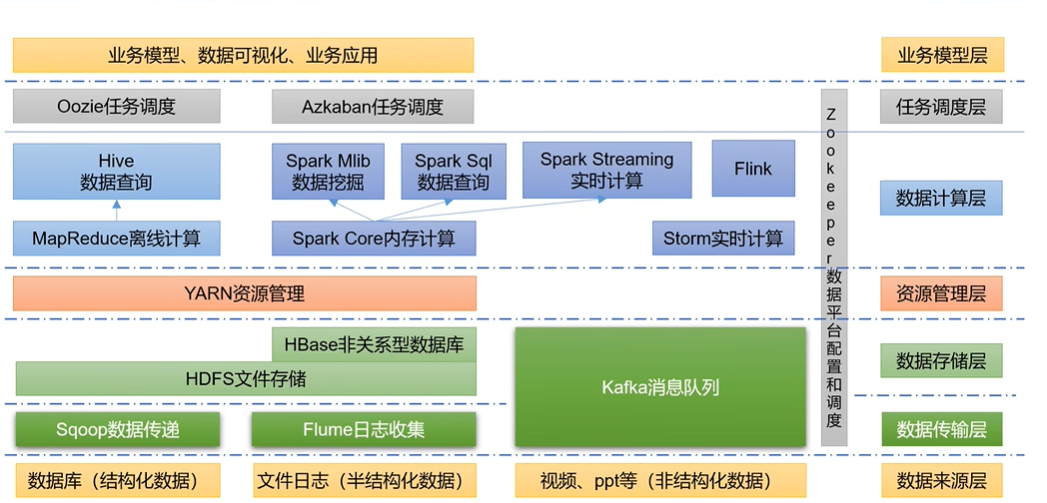 业务模型、数据可视化、业务应用
业务模型层
Oozie任务调度
Azkaban任务调度
任务调度层
Hive
数据查询
Spark Mlib
数据挖掘
Spark Sql
数据查询
Spark Streaming
实时计算
Flink
数据计算层
MapReduce离线计算
Spark Core内存计算
Storm实时计算
Zookeeper数据平台配置和调度
YARN资源管理
资源管理层
HBase非关系型数据库
HDFS文件存储
Kafka消息队列
数据存储层
Sqoop数据传递
Flume日志收集
数据传输层
数据库（结构化数据）
文件日志（半结构化数据）
视频、ppt等（非结构化数据）
数据来源层